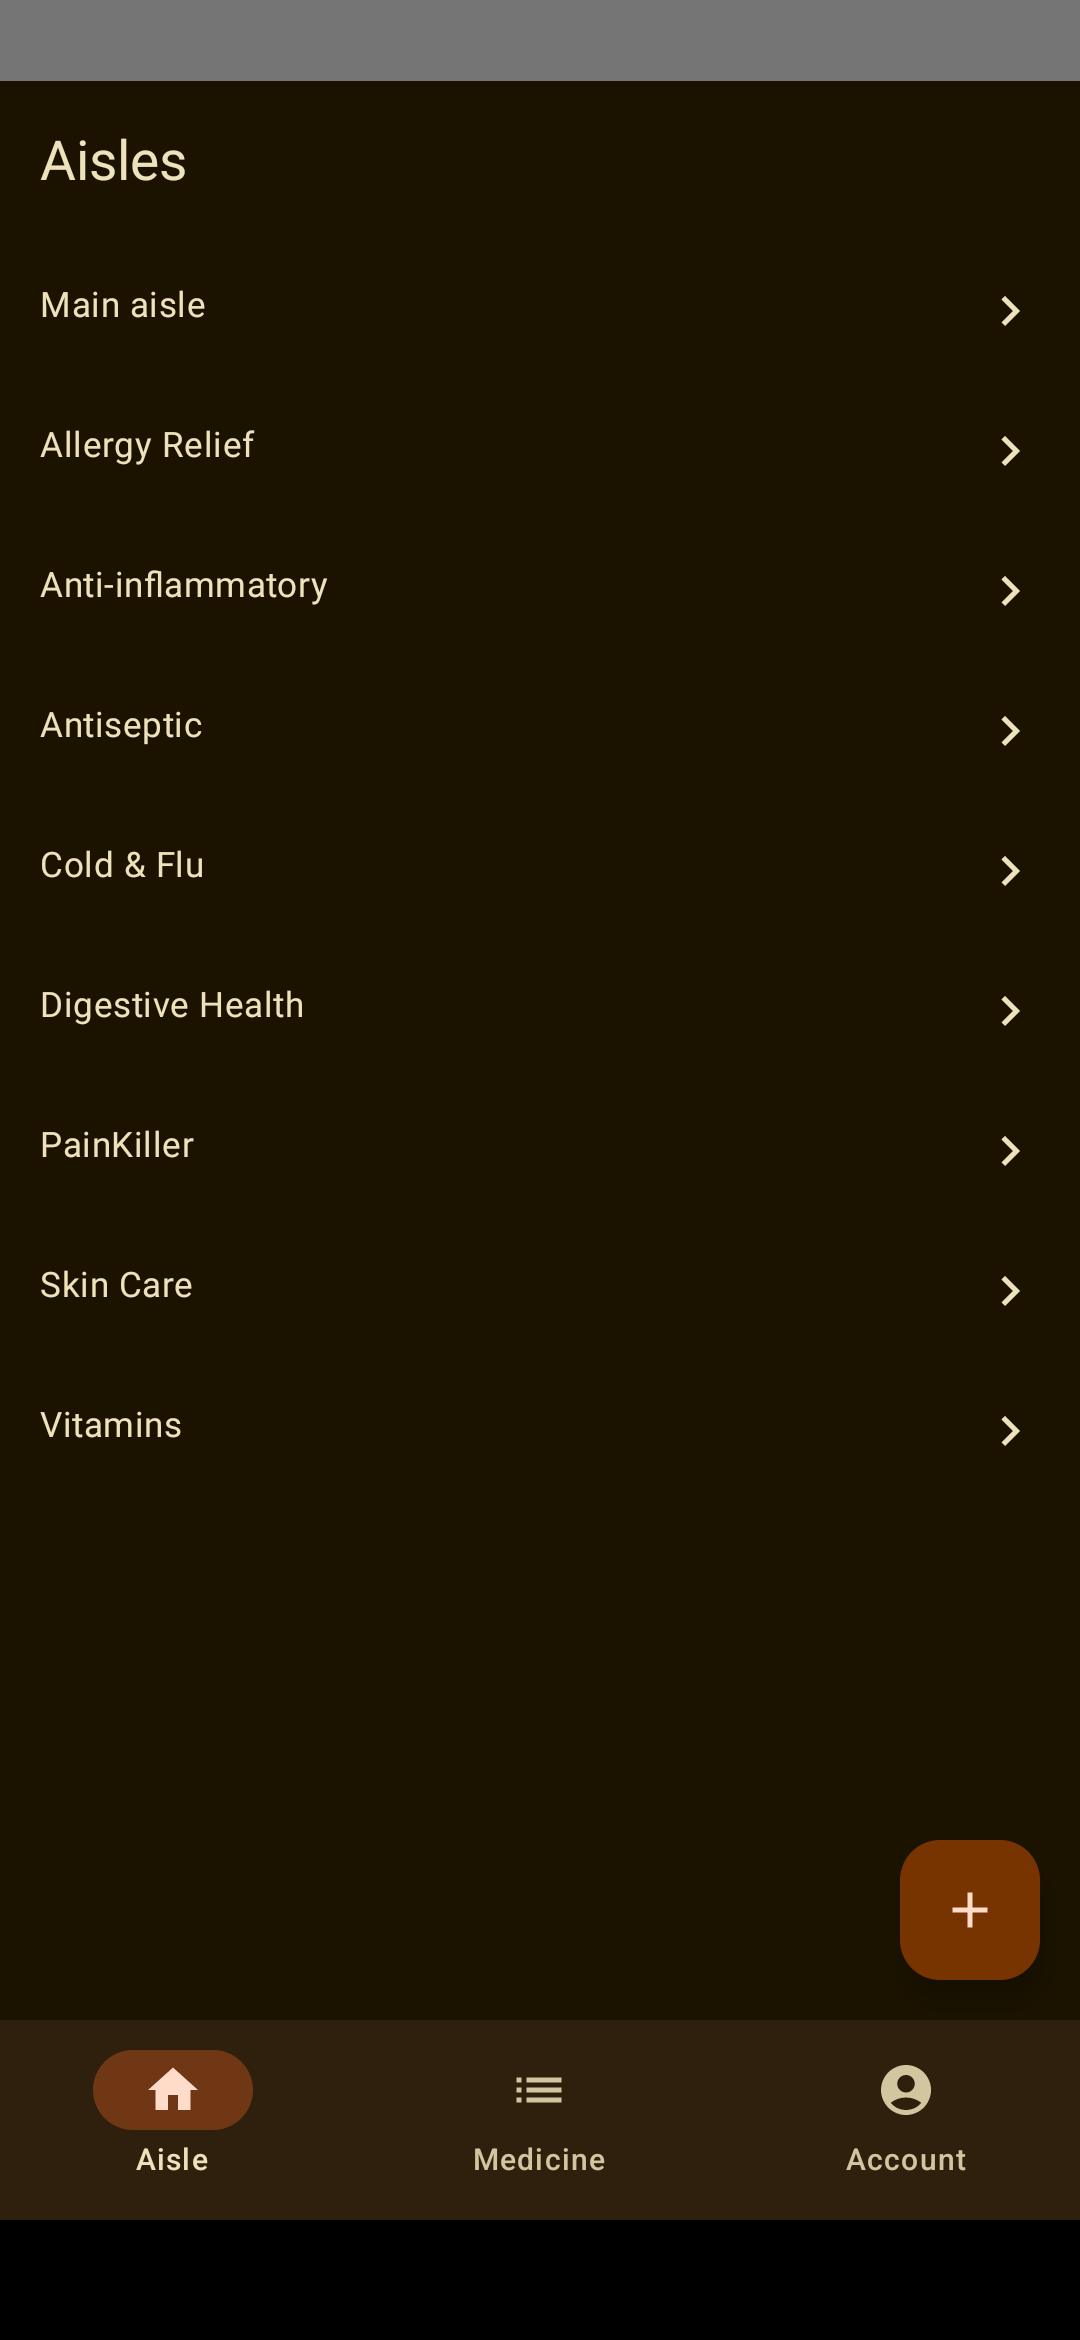 Aisles
Main aisle
Allergy Relief
Anti-inflammatory
Antiseptic
Cold & Flu
Digestive Health
PainKiller
Skin Care
Vitamins
Aisle
Medicine
Account